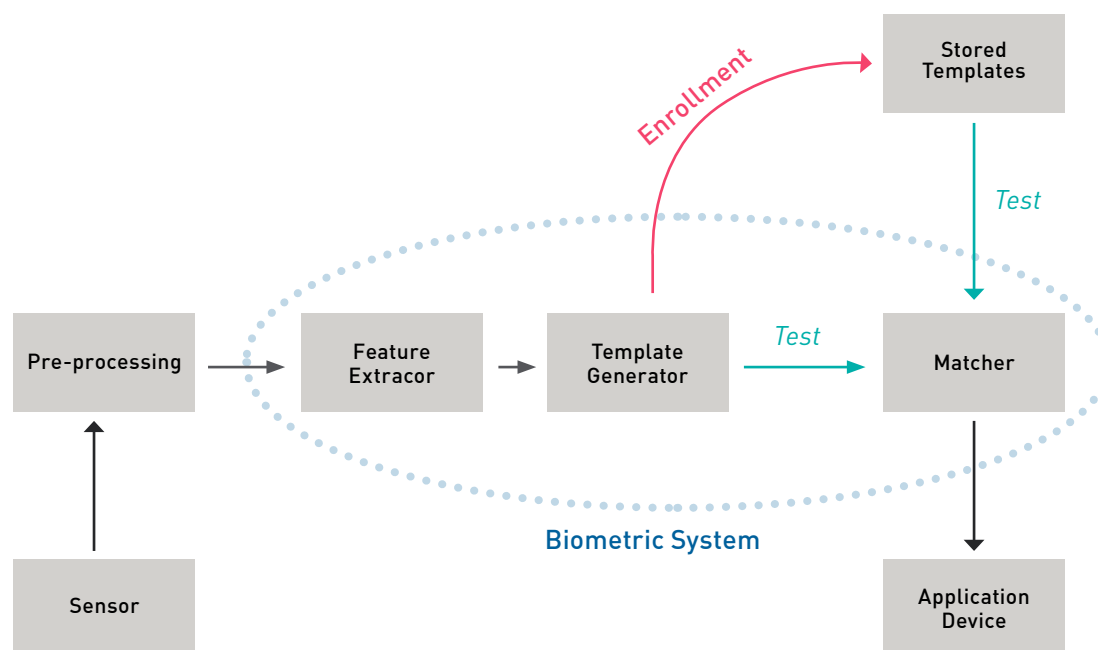 Stored
Templates
Enrollment
Test
Pre-processing
Feature
Extracor
Template
Generator
Test
Matcher
Biometric System
Sensor
Application
Device